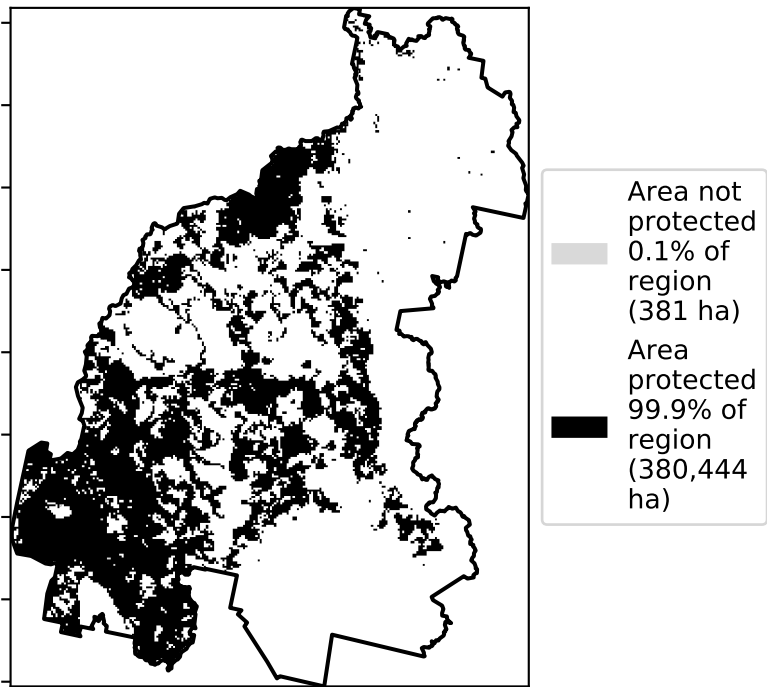 Area not
protected
0.1% of
region
(381 ha)
Area
protected
99.9% of
region
(380,444
ha)